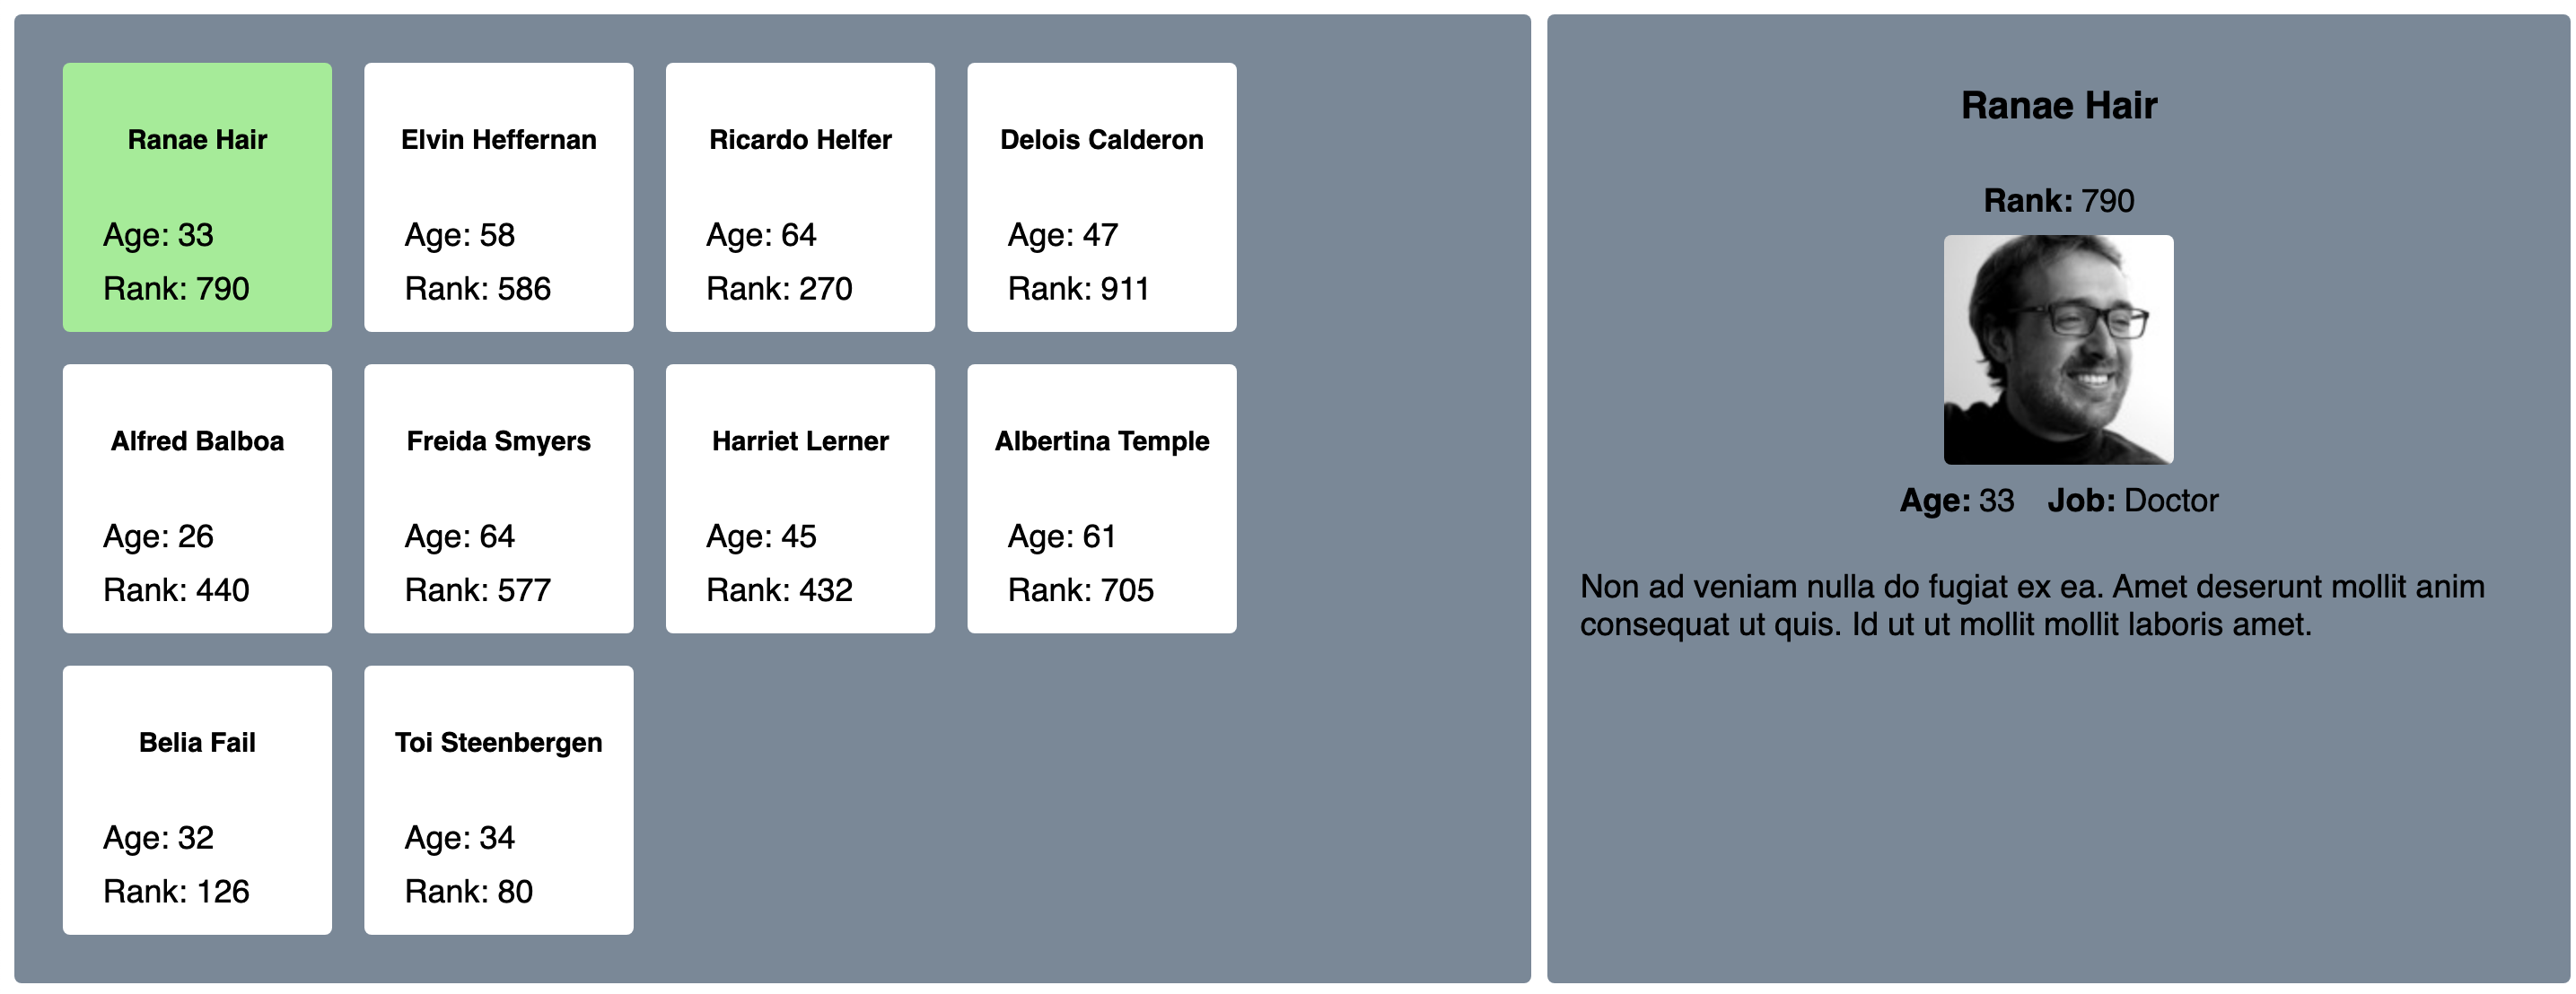 Ranae Hair
Age: 33
Rank: 790
Elvin Heffernan
Age: 58
Rank: 586
Ricardo Helfer
Age: 64
Rank: 270
Delois Calderon
Age: 47
Rank: 911
Alfred Balboa
Age: 26
Rank: 440
Freida Smyers
Age: 64
Rank: 577
Harriet Lerner
Age: 45
Rank: 432
Albertina Temple
Age: 61
Rank: 705
Belia Fail
Age: 32
Rank: 126
Toi Steenbergen
Age: 34
Rank: 80
Ranae Hair
Rank: 790
Age: 33 Job: Doctor
Non ad veniam nulla do fugiat ex ea. Amet deserunt mollit anim
consequat ut quis. Id ut ut mollit mollit laboris amet.